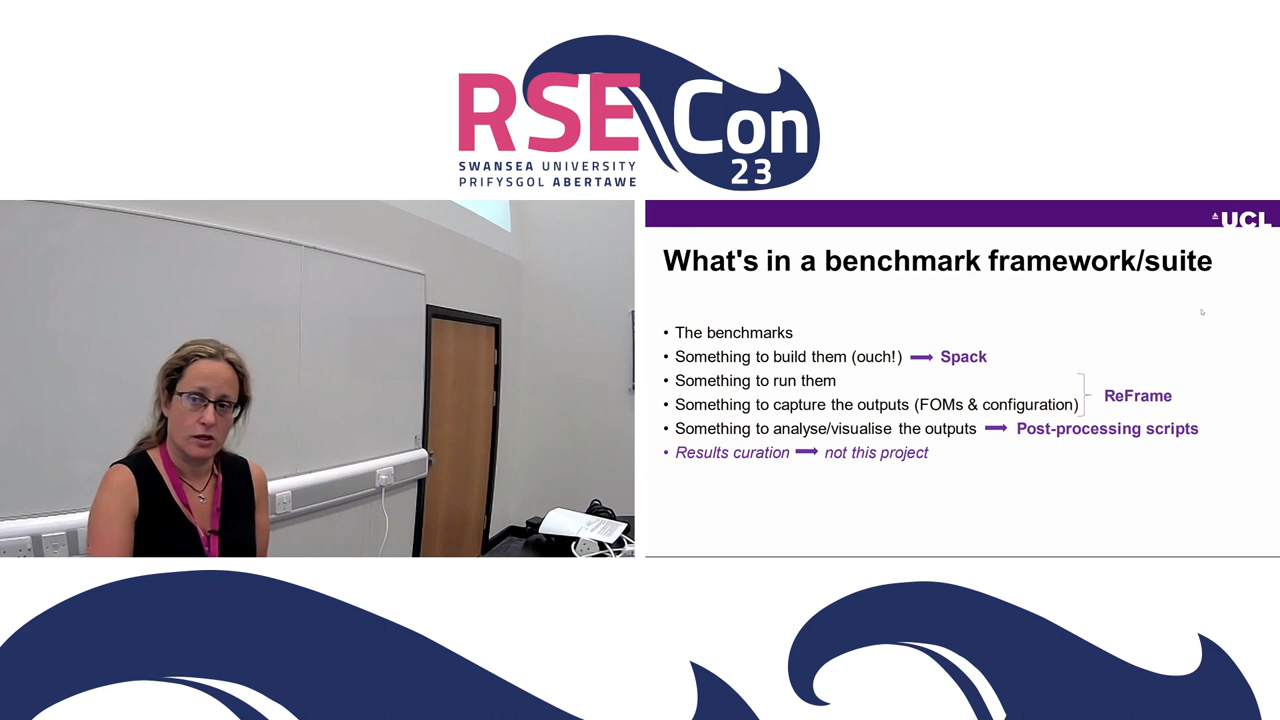 RSE Con
23
SWANSEA UNIVERSITY
PRIFYSGOL ABERTAWE
UCL
What's in a benchmark framework/suite
• The benchmarks
• Something to build them (ouch!) Spack
• Something to run them
• Something to capture the outputs (FOMs & configuration) ReFrame
• Something to analyse/visualise the outputs Post-processing scripts
• Results curation not this project